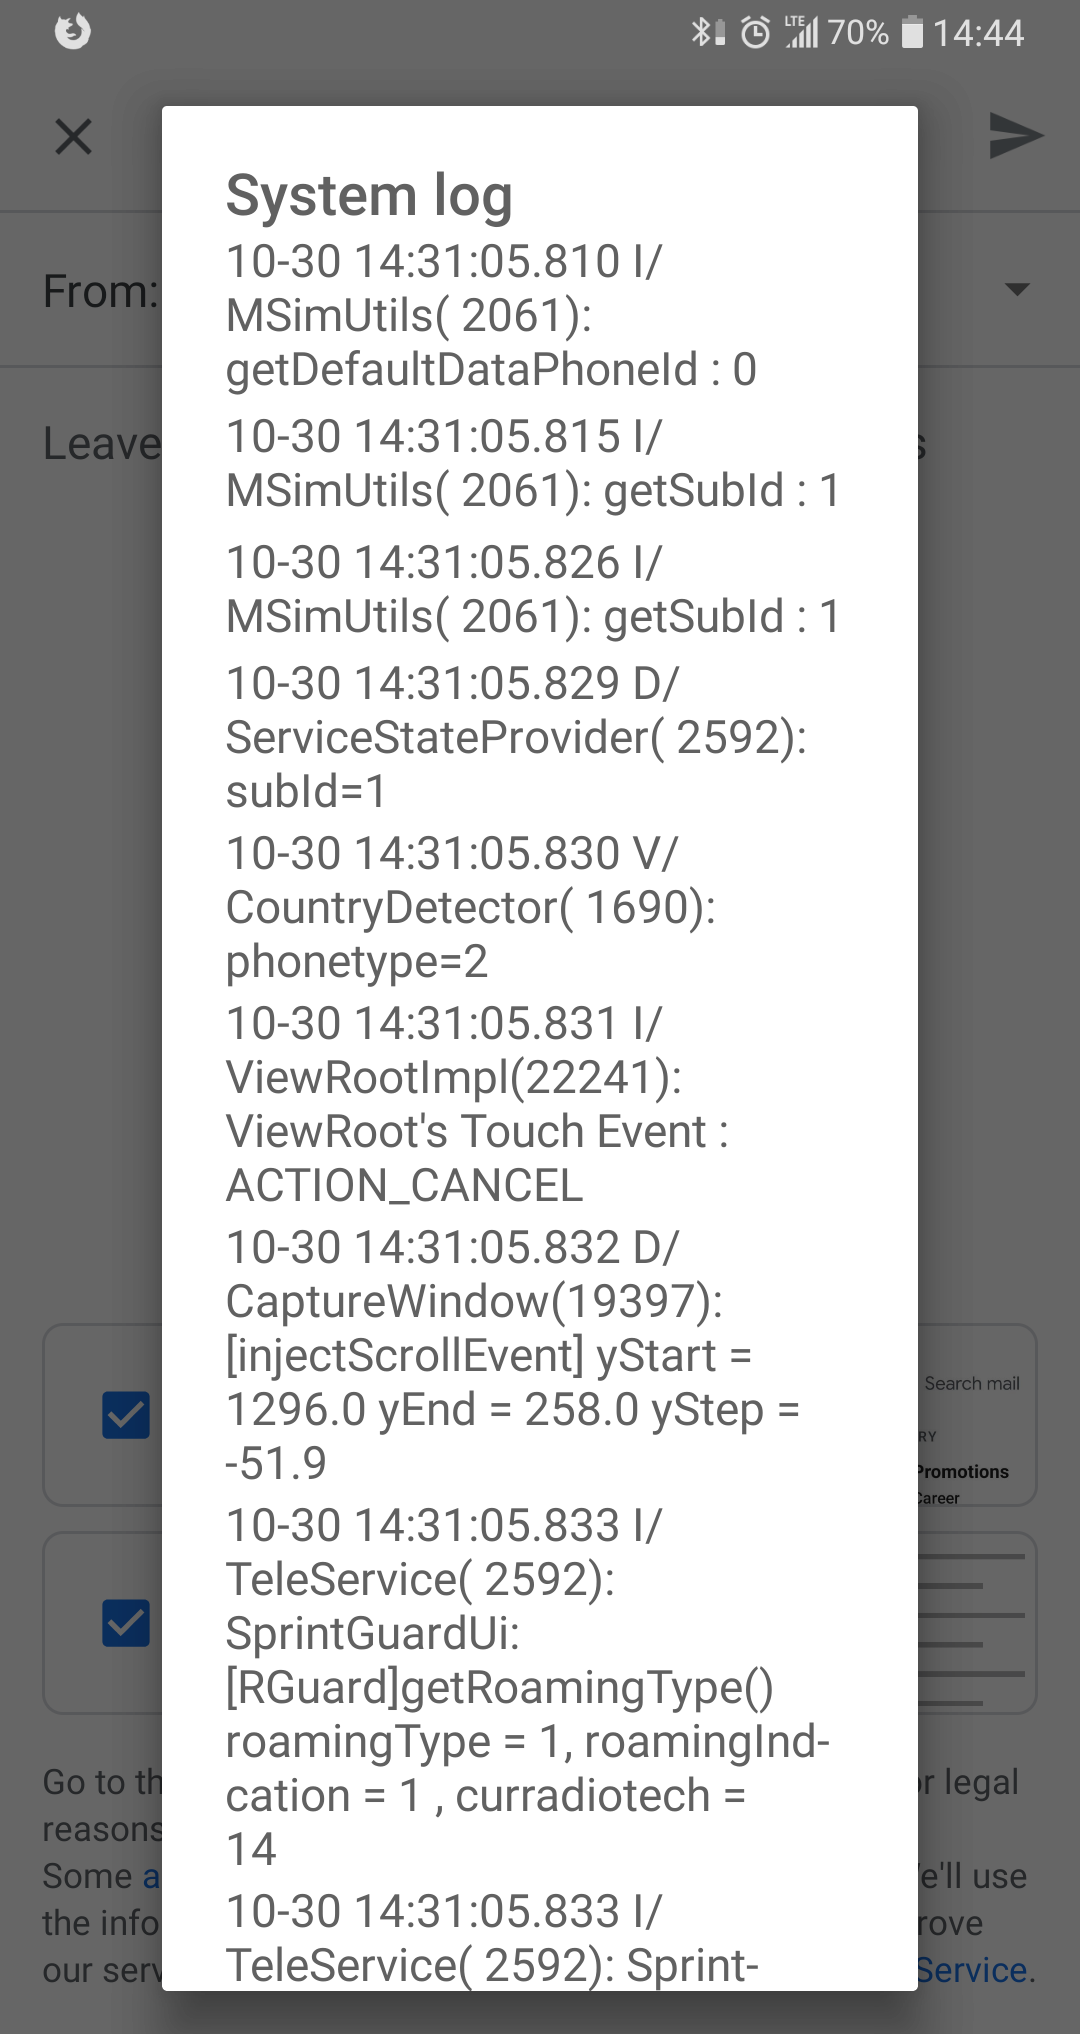 LTE 70% 14:44
System log
From:
10-30 14:31:05.810 I/
MSimUtils( 2061):
getDefaultDataPhoneId : 0
Leave
10-30 14:31:05.815 I/
MSimUtils( 2061): getSubId : 1
10-30 14:31:05.826 I/
MSimUtils( 2061): getSubId : 1
10-30 14:31:05.829 D/
ServiceStateProvider( 2592):
subId=1
10-30 14:31:05.830 V/
CountryDetector( 1690):
phonetype=2
10-30 14:31:05.831 I/
ViewRootImpl(22241):
ViewRoot's Touch Event :
ACTION_CANCEL
10-30 14:31:05.832 D/
CaptureWindow(19397):
[injectScrollEvent] yStart =
1296.0 yEnd = 258.0 yStep =
-51.9
10-30 14:31:05.833 I/
TeleService( 2592):
SprintGuardUi:
[RGuard]getRoamingType()
roamingType = 1, roamingInd-
cation = 1 , curradiotech =
14
10-30 14:31:05.833 I/
TeleService( 2592): Sprint-
Search mail
RY
Promotions
Career
Go to th
r legal
reasons
Some a
e'll use
the info
rove
our serv
Service.